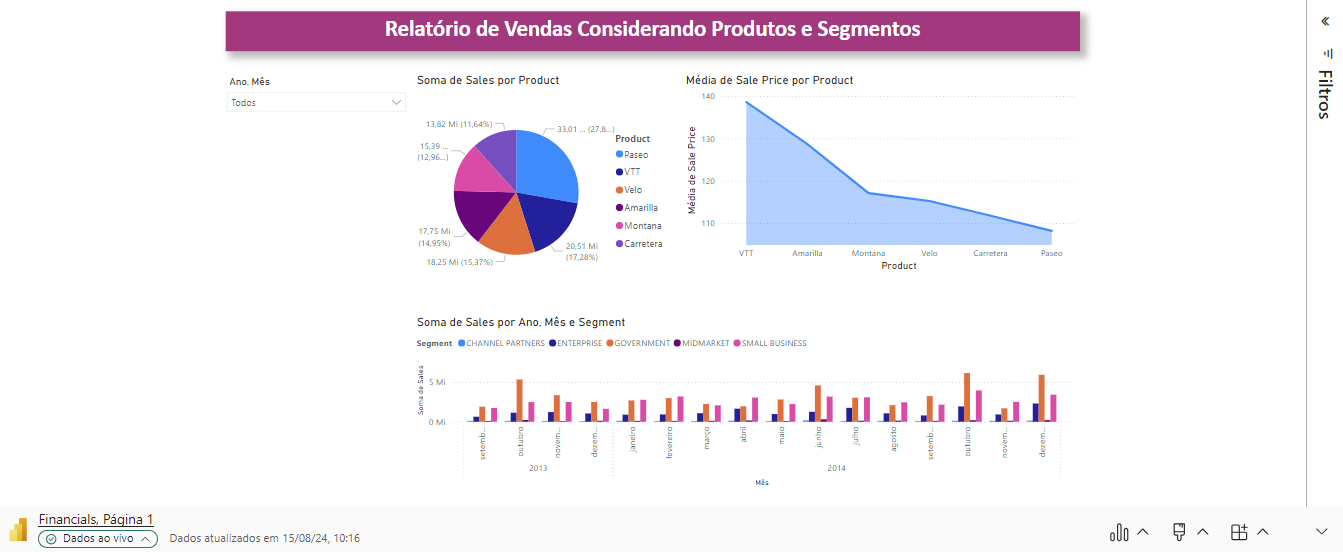 Relatório de Vendas Considerando Produtos e Segmentos
Filtros
Ano, Mês
Todos
Soma de Sales por Product
13,82 Mi (11,64%)
15,39 ...
(12,96...)
17,75 Mi
(14,95%)
18,25 Mi (15,37%)
20,51 Mi
(17,28%)
33,01 ... (27,8...)
Product
Paseo
VTT
Velo
Amarilla
Montana
Carretera
Média de Sale Price por Product
Média de Sale Price
140
130
120
110
VTT Amarilla Montana Velo Carretera Paseo
Product
Soma de Sales por Ano, Mês e Segment
Segment CHANNEL PARTNERS ENTERPRISE GOVERNMENT MIDMARKET SMALL BUSINESS
Soma de Sales
5 Mi
0 Mi
setemb... outubro novem... dezem... janeiro fevereiro março abril maio junho julho agosto setemb... outubro novem... dezem...
2013 2014
Mês
Financials, Página 1
Dados ao vivo
Dados atualizados em 15/08/24, 10:16